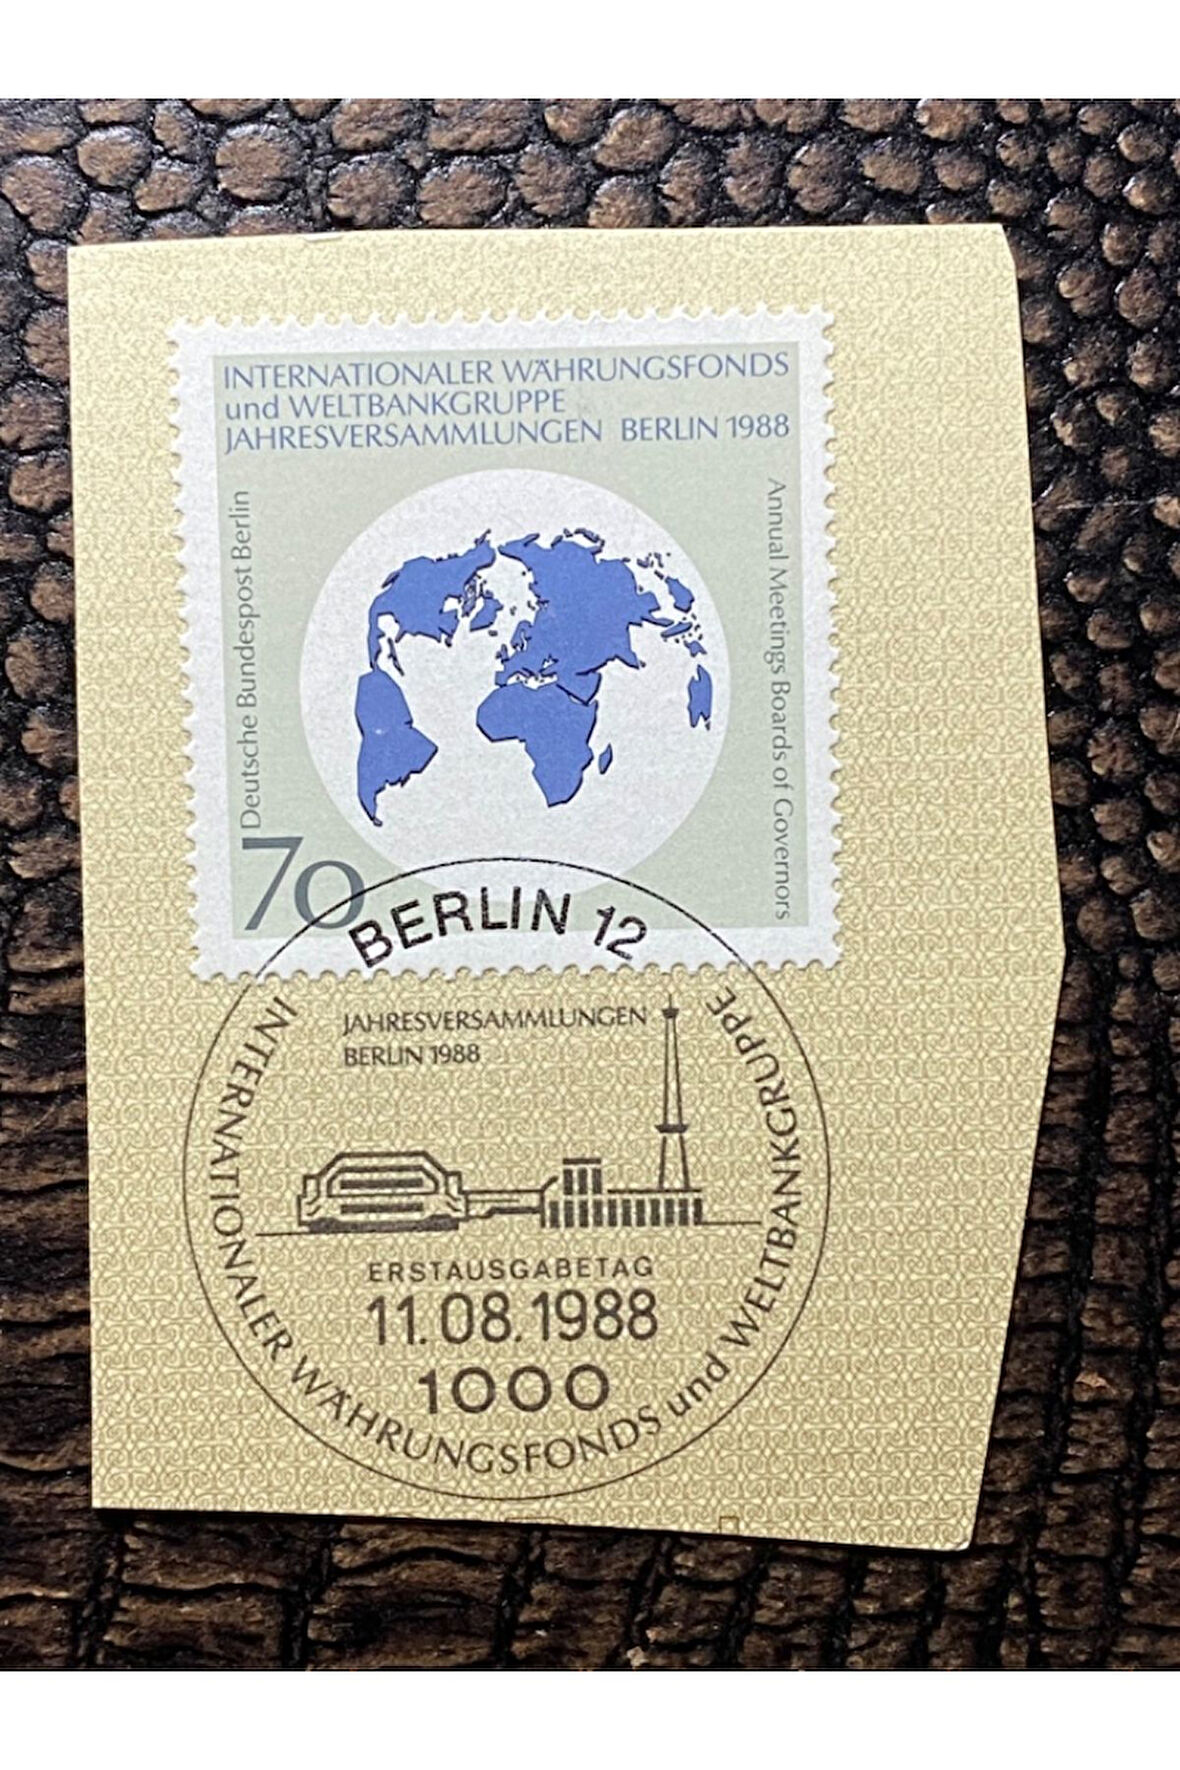 INTERNATIONALER WÄHRUNGSFONDS
und WELTBANKGRUPPE
JAHRESVERSAMMLUNGEN BERLIN 1988
Deutsche Bundespost Berlin
Annual Meetings Boards of Governors
70
BERLIN 12
JAHRESVERSAMMLUNGEN
BERLIN 1988
ERSTAUSGABETAG
11.08.1988
1000
INTERNATIONALER WÄHRUNGSFONDS und WELTBANKGRUPPE